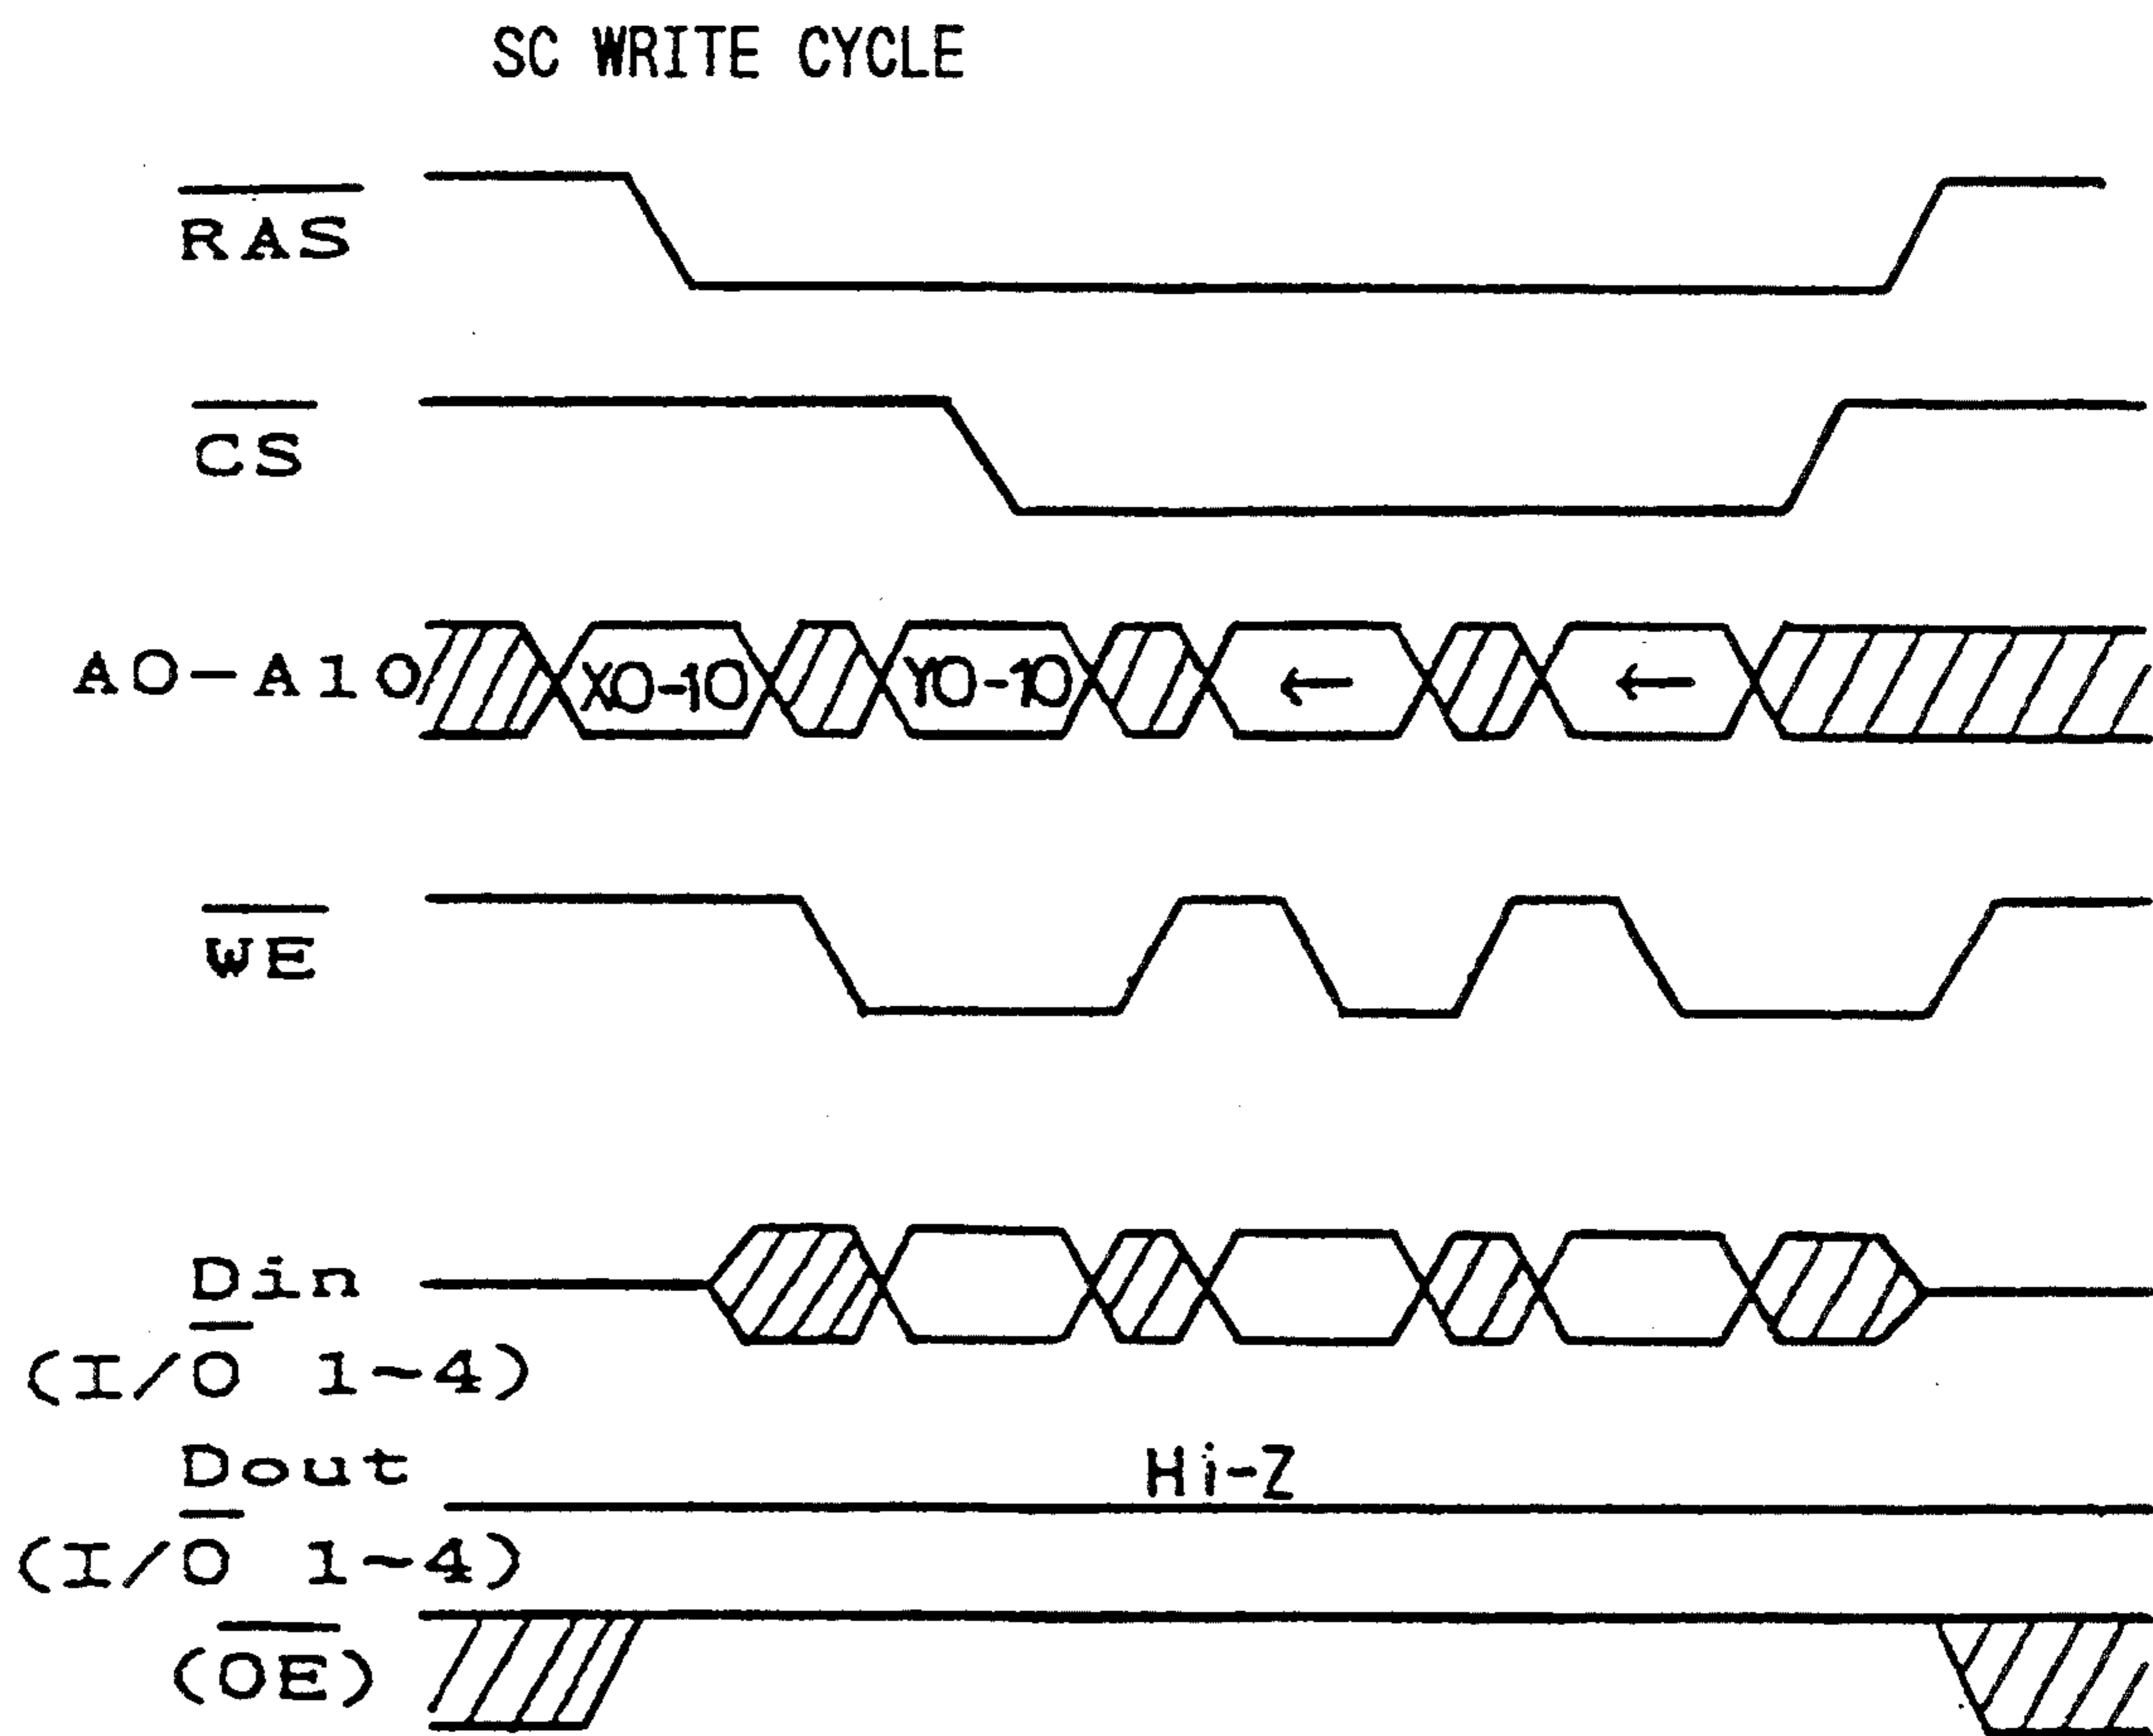 SC WRITE CYCLE
RAS
CS
A0-A10
X0-10
Y0-10
←
←
WE
Din
(I/O 1~4)
Dout
Hi-Z
(I/O 1~4)
(OE)